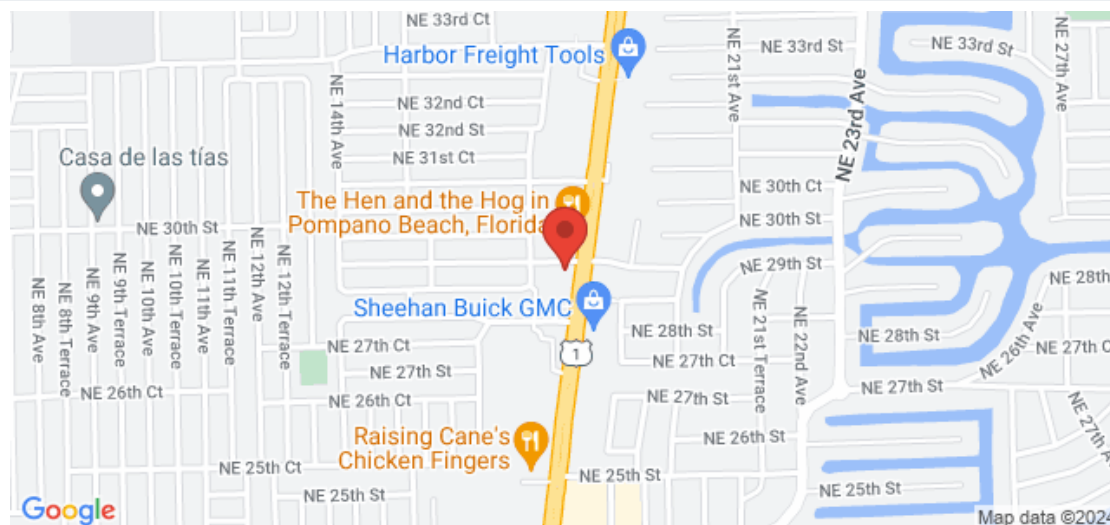 NE 33rd Ct
Harbor Freight Tools
NE 33rd St
NE 33rd St
NE 21st Ave
NE 27th Ave
NE 14th Ave
NE 32nd Ct
NE 32nd St
NE 31st Ct
NE 23rd Ave
Casa de las tías
The Hen and the Hog in
Pompano Beach, Florida
NE 30th Ct
NE 30th St
NE 30th St
NE 29th St
NE 8th Ave
NE 8th Terrace
NE 9th Ave
NE 9th Terrace
NE 10th Ave
NE 10th Terrace
NE 11th Ave
NE 11th Terrace
NE 12th Ave
NE 12th Terrace
NE 28th
Sheehan Buick GMC
NE 28th St
NE 21st Terrace
NE 22nd Ave
NE 28th St
NE 26th Ave
1
NE 27th Ct
NE 27th Ct
NE 27th C
NE 27th St
NE 27th St
NE 27th St
NE 27th A
NE 26th Ct
NE 26th Ct
NE 26th St
Raising Cane's
Chicken Fingers
NE 25th Ct
NE 25th St
NE 25th St
NE 25th St
Google
Map data ©2024